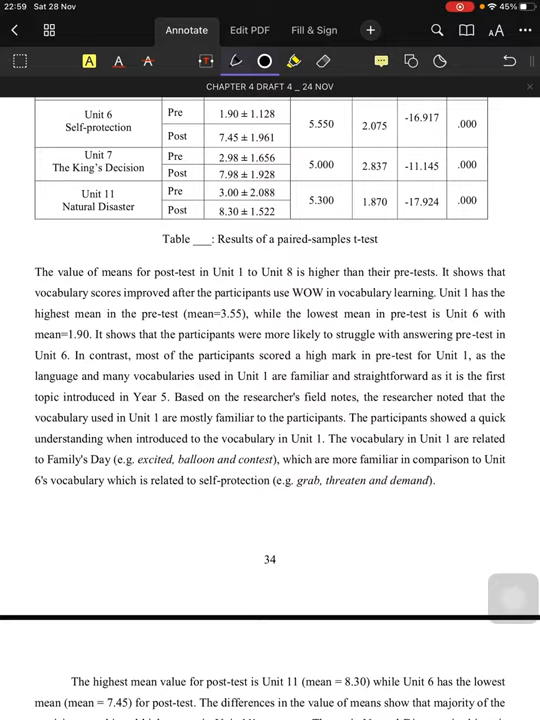 22:59 Sat 28 Nov
45%
Annotate Edit PDF Fill & Sign
AA
A A A T
CHAPTER 4 DRAFT 4 _ 24 NOV
Unit 6 Self-protection Pre 1.90 ± 1.128 5.550 2.075 -16.917 .000
Post 7.45 ± 1.961
Unit 7 The King's Decision Pre 2.98 ± 1.656 5.000 2.837 -11.145 .000
Post 7.98 ± 1.928
Unit 11 Natural Disaster Pre 3.00 ± 2.088 5.300 1.870 -17.924 .000
Post 8.30 ± 1.522
Table ___: Results of a paired-samples t-test
The value of means for post-test in Unit 1 to Unit 8 is higher than their pre-tests. It shows that
vocabulary scores improved after the participants use WOW in vocabulary learning. Unit 1 has the
highest mean in the pre-test (mean=3.55), while the lowest mean in pre-test is Unit 6 with
mean=1.90. It shows that the participants were more likely to struggle with answering pre-test in
Unit 6. In contrast, most of the participants scored a high mark in pre-test for Unit 1, as the
language and many vocabularies used in Unit 1 are familiar and straightforward as it is the first
topic introduced in Year 5. Based on the researcher's field notes, the researcher noted that the
vocabulary used in Unit 1 are mostly familiar to the participants. The participants showed a quick
understanding when introduced to the vocabulary in Unit 1. The vocabulary in Unit 1 are related
to Family's Day (e.g. excited, balloon and contest), which are more familiar in comparison to Unit
6's vocabulary which is related to self-protection (e.g. grab, threaten and demand).
34
The highest mean value for post-test is Unit 11 (mean = 8.30) while Unit 6 has the lowest
mean (mean = 7.45) for post-test. The differences in the value of means show that majority of the